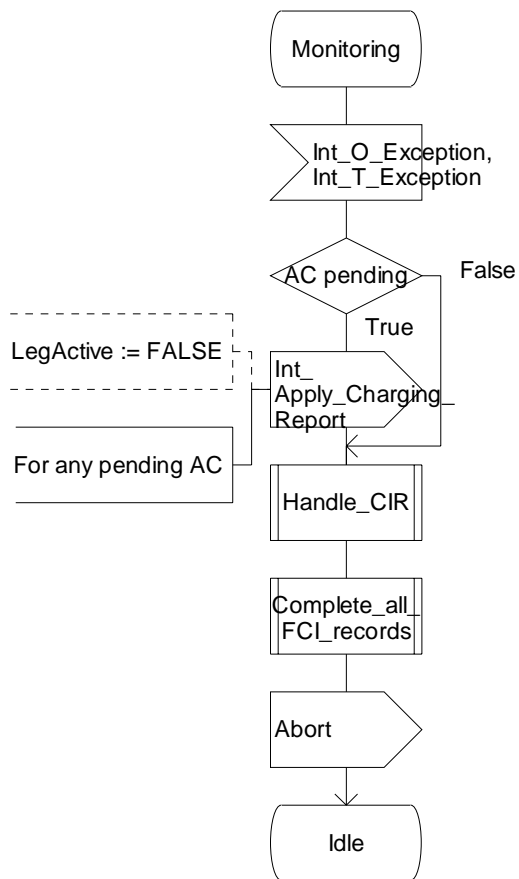 Monitoring
Int_O_Exception,
Int_T_Exception
AC pending
False
True
LegActive := FALSE
Int_
Apply_Charging_
Report
For any pending AC
Handle_CIR
Complete_all_
FCI_records
Abort
Idle